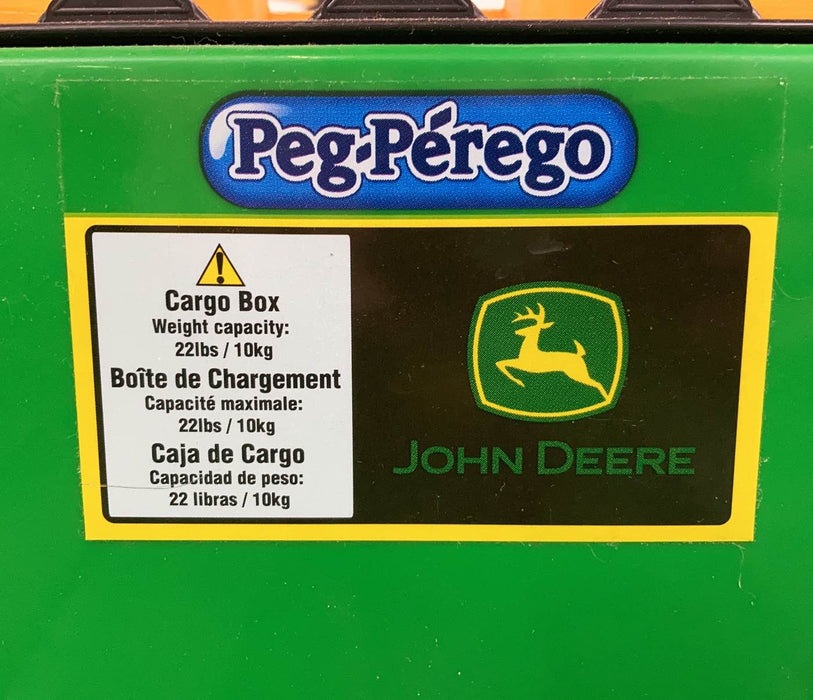 Peg-Pérego
Cargo Box
Weight capacity:
22lbs / 10kg
Boîte de Chargement
Capacité maximale:
22lbs / 10kg
Caja de Cargo
Capacidad de peso:
22 libras / 10kg
JOHN DEERE